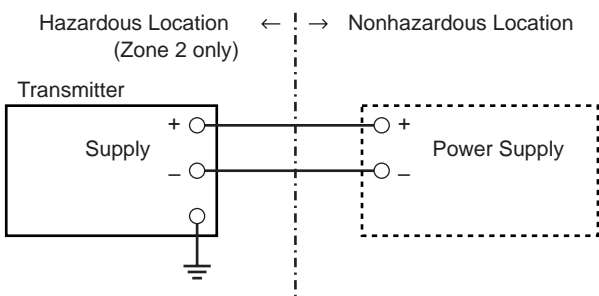 Hazardous Location ← → Nonhazardous Location
(Zone 2 only)
Transmitter
+ +
Supply Power Supply
– –